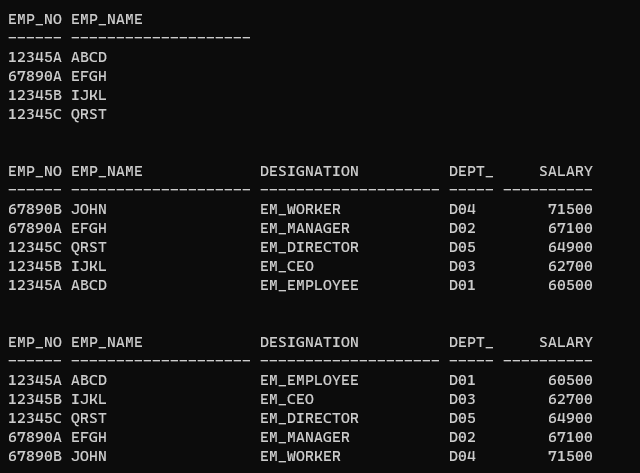 EMP_NO EMP_NAME
------ --------------------
12345A ABCD
67890A EFGH
12345B IJKL
12345C QRST
EMP_NO EMP_NAME             DESIGNATION          DEPT_     SALARY
------ -------------------- -------------------- ----- ----------
67890B JOHN                 EM_WORKER            D04        71500
67890A EFGH                 EM_MANAGER           D02        67100
12345C QRST                 EM_DIRECTOR          D05        64900
12345B IJKL                 EM_CEO               D03        62700
12345A ABCD                 EM_EMPLOYEE          D01        60500
EMP_NO EMP_NAME             DESIGNATION          DEPT_     SALARY
------ -------------------- -------------------- ----- ----------
12345A ABCD                 EM_EMPLOYEE          D01        60500
12345B IJKL                 EM_CEO               D03        62700
12345C QRST                 EM_DIRECTOR          D05        64900
67890A EFGH                 EM_MANAGER           D02        67100
67890B JOHN                 EM_WORKER            D04        71500